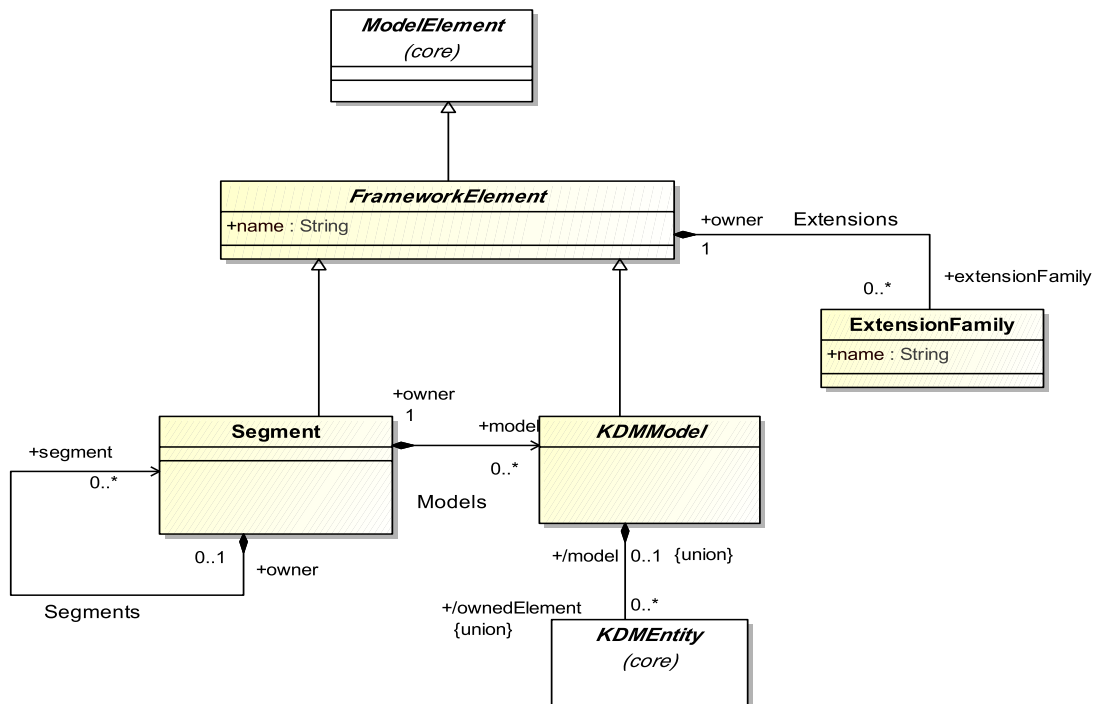 ModelElement
(core)
FrameworkElement
+name : String
+owner
Extensions
1
+extensionFamily
0..*
ExtensionFamily
+name : String
+owner
1
+model
0..*
Models
Segment
KDMModel
+segment
0..*
0..1
+owner
Segments
+/model
0..1
{union}
+/ownedElement
{union}
0..*
KDMEntity
(core)